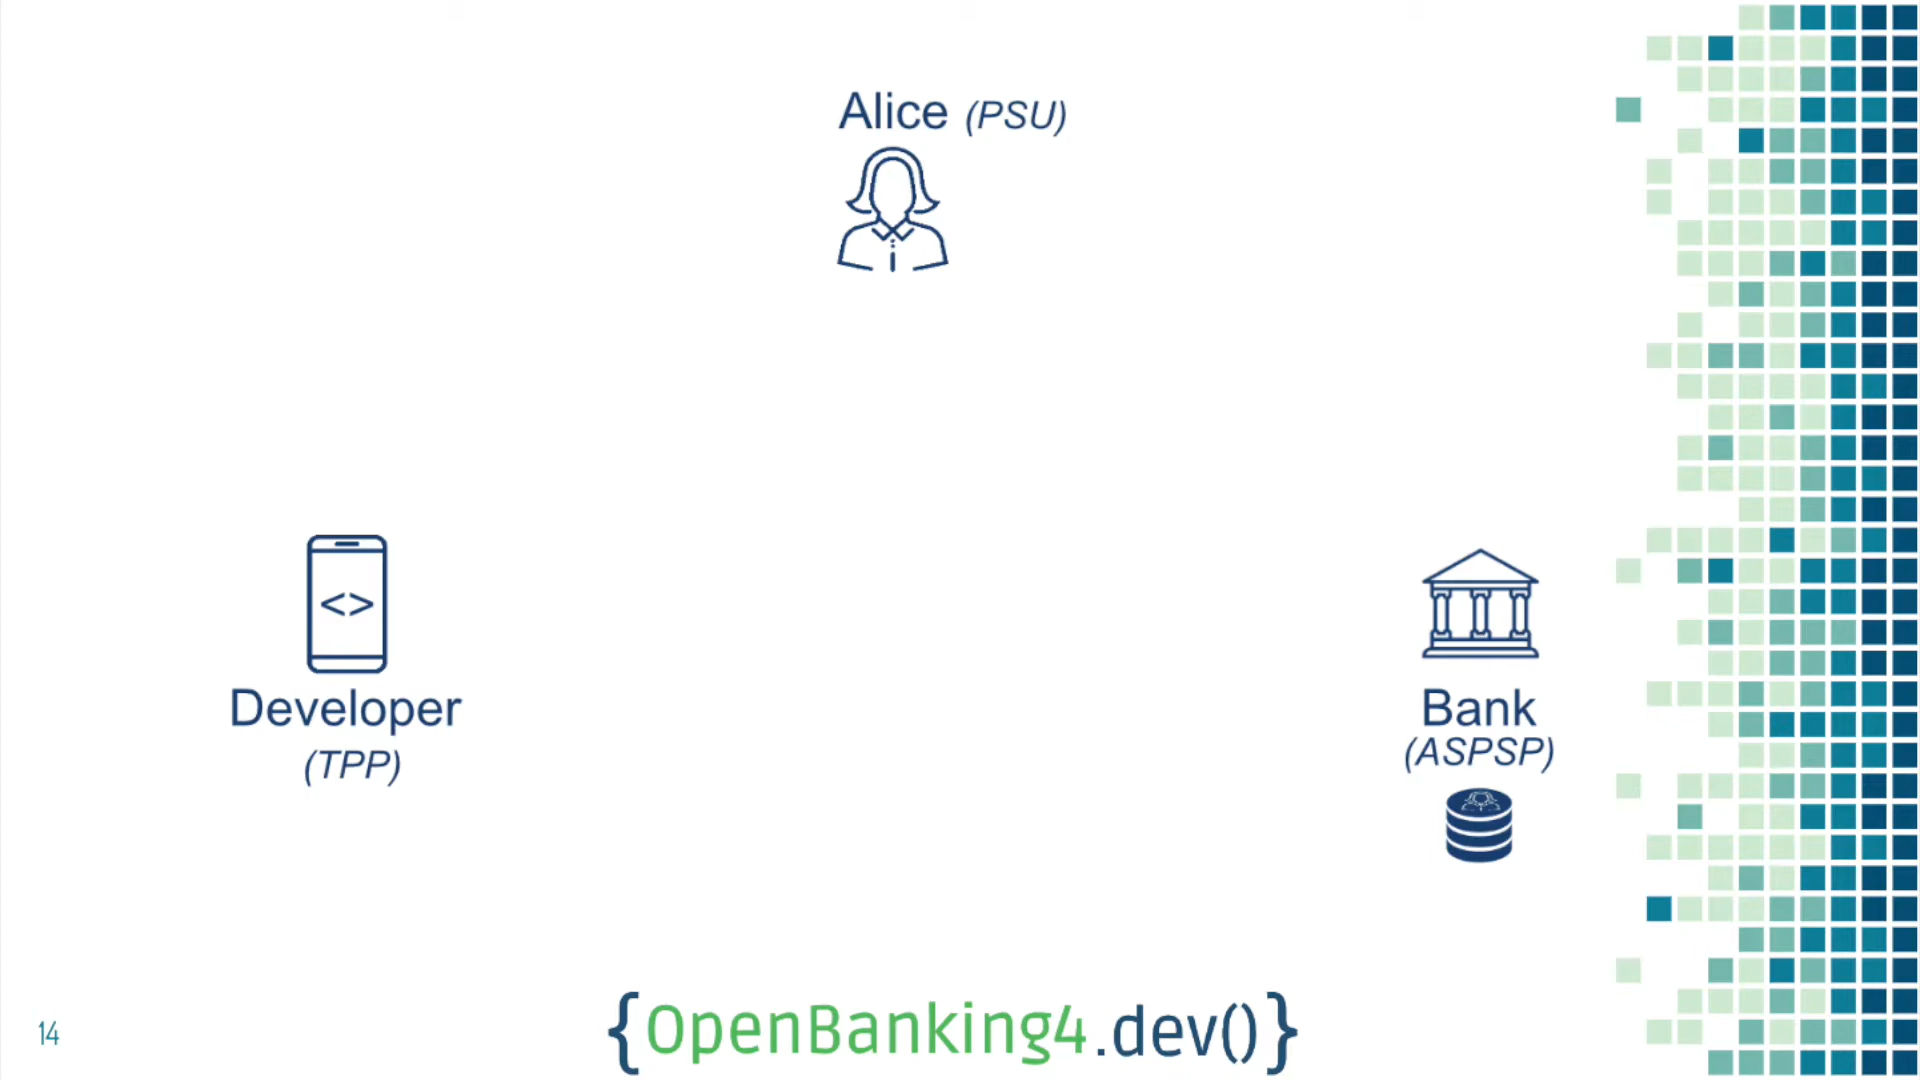 Alice (PSU)
<>
Developer
(TPP)
Bank
(ASPSP)
14
{OpenBanking4.dev()}